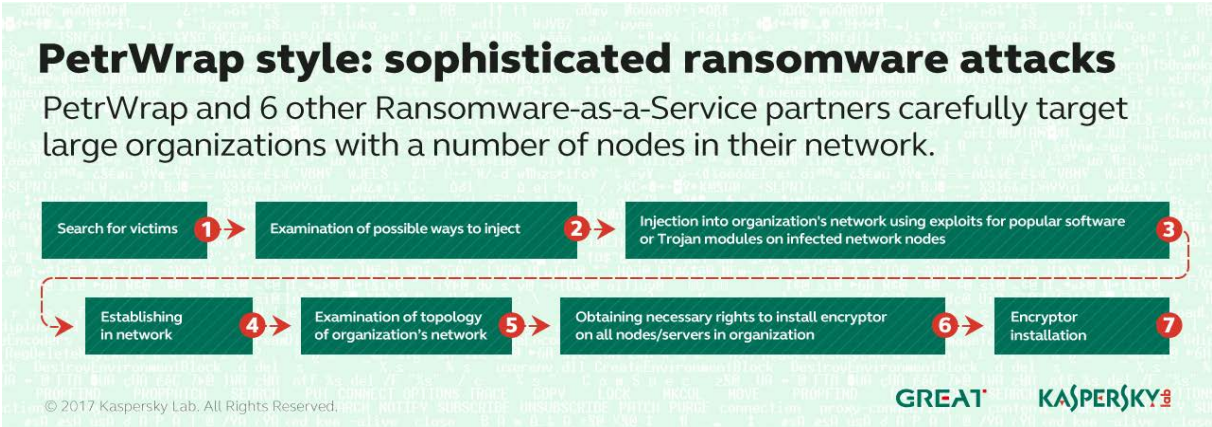 PetrWrap style: sophisticated ransomware attacks
PetrWrap and 6 other Ransomware-as-a-Service partners carefully target
large organizations with a number of nodes in their network.
Search for victims
1
Examination of possible ways to inject
2
Injection into organization's network using exploits for popular software
or Trojan modules on infected network nodes
3
Establishing
in network
4
Examination of topology
of organization's network
5
Obtaining necessary rights to install encryptor
on all nodes/servers in organization
6
Encryptor
installation
7
© 2017 Kaspersky Lab. All Rights Reserved.
GREAT
KASPERSKY lab